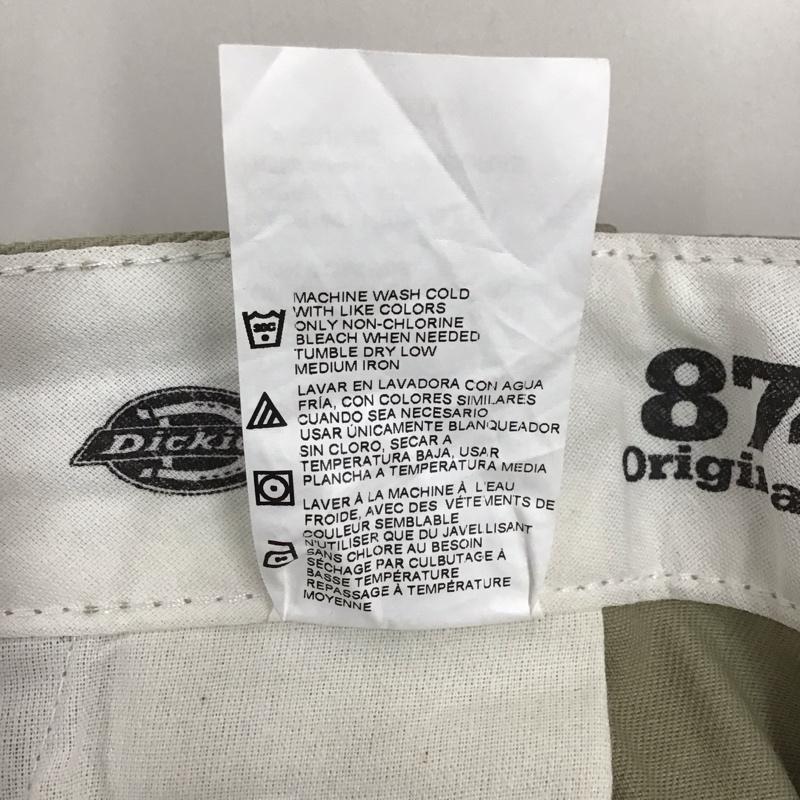 MACHINE WASH COLD
WITH LIKE COLORS
ONLY NON-CHLORINE
BLEACH WHEN NEEDED
TUMBLE DRY LOW
MEDIUM IRON
30C
LAVAR EN LAVADORA CON AGUA
FRÍA, CON COLORES SIMILARES
CUANDO SEA NECESARIO
USAR ÚNICAMENTE BLANQUEADOR
SIN CLORO, SECAR A
TEMPERATURA BAJA, USAR
PLANCHA A TEMPERATURA MEDIA
LAVER À LA MACHINE À L'EAU
FROIDE, AVEC DES VÊTEMENTS DE
COULEUR SEMBLABLE
N'UTILISER QUE DU JAVELLISANT
SANS CHLORE AU BESOIN
SÉCHAGE PAR CULBUTAGE À
BASSE TEMPÉRATURE
REPASSAGE À TEMPÉRATURE
MOYENNE
Dickie
874
Origina